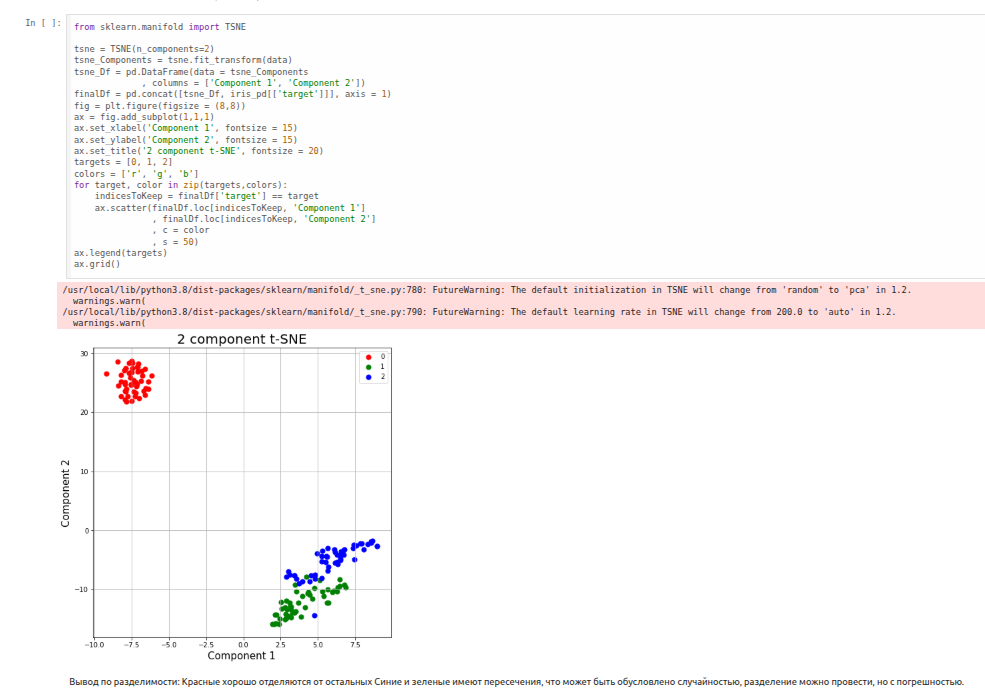 In [ ]:
from sklearn.manifold import TSNE
tsne = TSNE(n_components=2)
tsne_Components = tsne.fit_transform(data)
tsne_Df = pd.DataFrame(data = tsne_Components
, columns = ['Component 1', 'Component 2'])
finalDf = pd.concat([tsne_Df, iris_pd[['target']]], axis = 1)
fig = plt.figure(figsize = (8,8))
ax = fig.add_subplot(1,1,1)
ax.set_xlabel('Component 1', fontsize = 15)
ax.set_ylabel('Component 2', fontsize = 15)
ax.set_title('2 component t-SNE', fontsize = 20)
targets = [0, 1, 2]
colors = ['r', 'g', 'b']
for target, color in zip(targets,colors):
    indicesToKeep = finalDf['target'] == target
    ax.scatter(finalDf.loc[indicesToKeep, 'Component 1']
               , finalDf.loc[indicesToKeep, 'Component 2']
               , c = color
               , s = 50)
ax.legend(targets)
ax.grid()
/usr/local/lib/python3.8/dist-packages/sklearn/manifold/_t_sne.py:780: FutureWarning: The default initialization in TSNE will change from 'random' to 'pca' in 1.2.
  warnings.warn(
/usr/local/lib/python3.8/dist-packages/sklearn/manifold/_t_sne.py:790: FutureWarning: The default learning rate in TSNE will change from 200.0 to 'auto' in 1.2.
  warnings.warn(
2 component t-SNE
0
1
2
30
20
10
0
−10
Component 2
−10.0 −7.5 −5.0 −2.5 0.0 2.5 5.0 7.5
Component 1
Вывод по разделимости: Красные хорошо отделяются от остальных Синие и зеленые имеют пересечения, что может быть обусловлено случайностью, разделение можно провести, но с погрешностью.